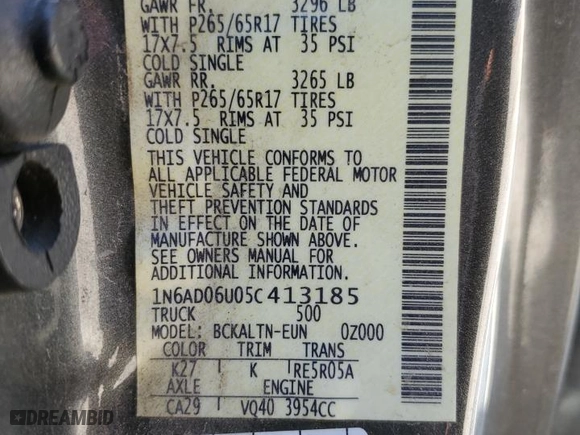 GAWR FR. 3296 LB
WITH P265/65R17 TIRES
17X7.5 RIMS AT 35 PSI
COLD SINGLE
GAWR RR. 3265 LB
WITH P265/65R17 TIRES
17X7.5 RIMS AT 35 PSI
COLD SINGLE
THIS VEHICLE CONFORMS TO
ALL APPLICABLE FEDERAL MOTOR
VEHICLE SAFETY AND
THEFT PREVENTION STANDARDS
IN EFFECT ON THE DATE OF
MANUFACTURE SHOWN ABOVE.
SEE OWNERS MANUAL FOR
ADDITIONAL INFORMATION.
1N6AD06U05C413185
TRUCK 500
MODEL: BCKALTN-EUN 0Z000
COLOR TRIM TRANS
K27 K RE5R05A
AXLE ENGINE
CA29 VQ40 3954CC
DREAMBID